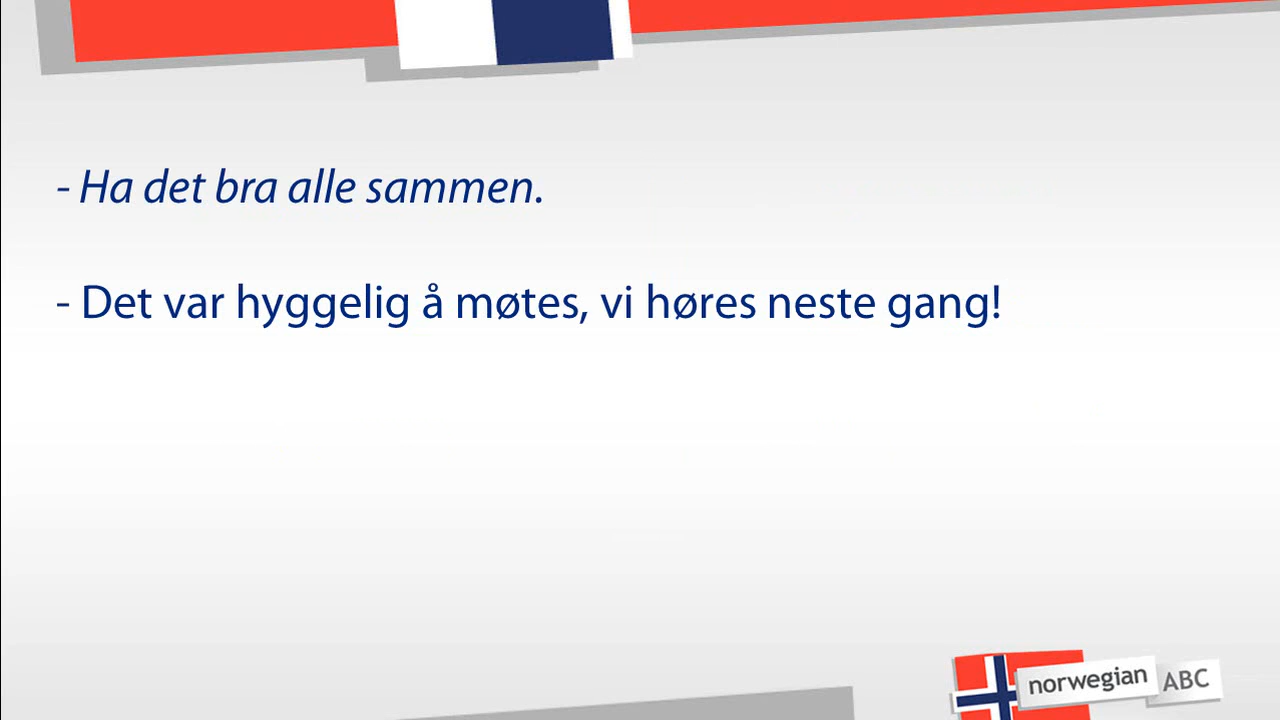 - Ha det bra alle sammen.
- Det var hyggelig å møtes, vi høres neste gang!
norwegian ABC